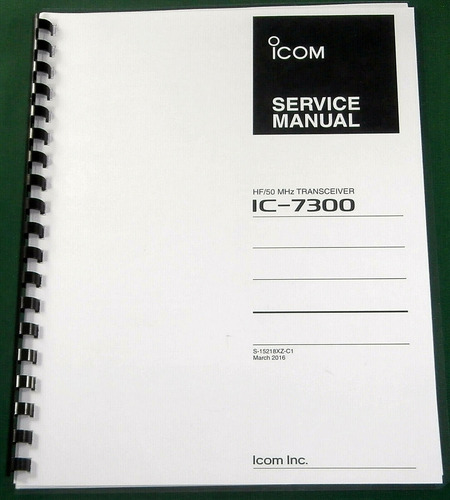 ICOM
SERVICE
MANUAL
HF/50 MHz TRANSCEIVER
IC-7300
S-15218XZ-C1
March 2016
Icom Inc.